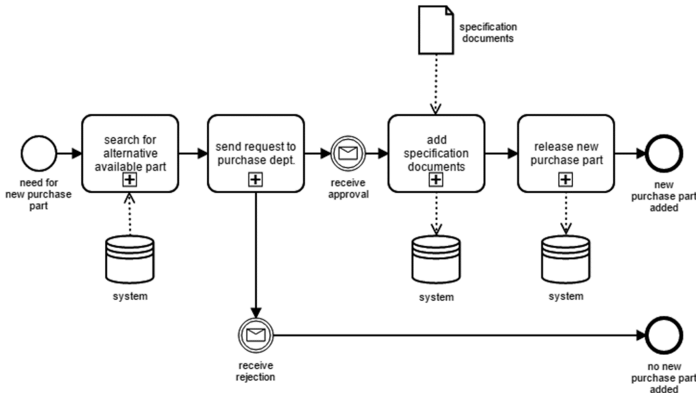 specification
documents
search for
alternative
available part
send request to
purchase dept.
add
specification
documents
release new
purchase part
need for
new purchase
part
receive
approval
new
purchase part
added
system
system
system
receive
rejection
no new
purchase part
added